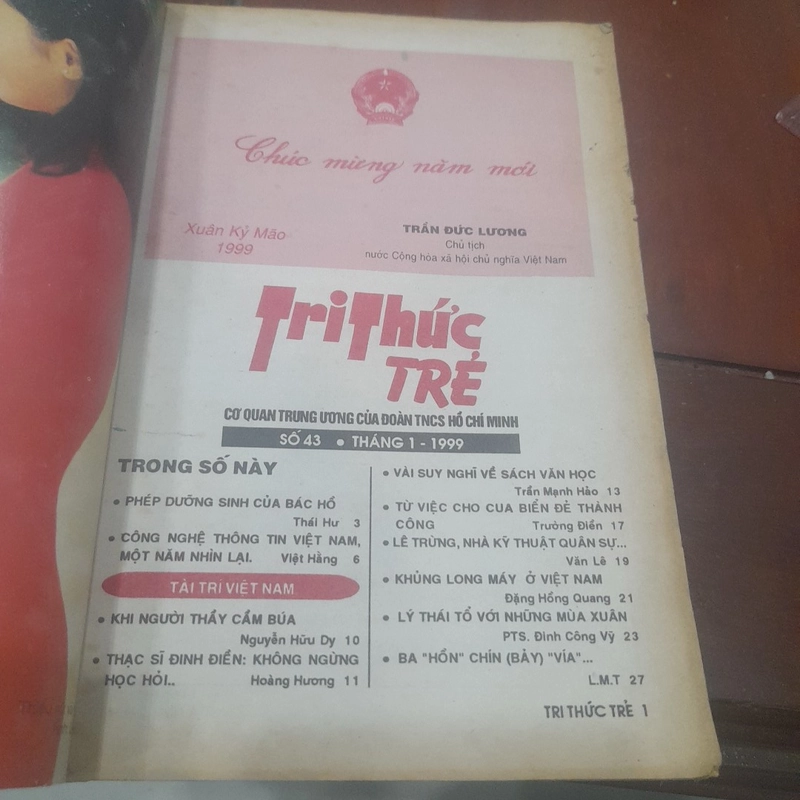 Chúc mừng năm mới
Xuân Kỷ Mão
1999
TRẦN ĐỨC LƯƠNG
Chủ tịch
nước Cộng hòa xã hội chủ nghĩa Việt Nam
Tri Thức
TRẺ
CƠ QUAN TRUNG ƯƠNG CỦA ĐOÀN TNCS HỒ CHÍ MINH
SỐ 43 • THÁNG 1 - 1999
TRONG SỐ NÀY
• PHÉP DƯỠNG SINH CỦA BÁC HỒ
Thái Hư 3
• CÔNG NGHỆ THÔNG TIN VIỆT NAM,
MỘT NĂM NHÌN LẠI. Việt Hằng 6
TÀI TRÍ VIỆT NAM
• KHI NGƯỜI THẦY CẦM BÚA
Nguyễn Hữu Dy 10
• THẠC SĨ ĐINH ĐIỀN: KHÔNG NGỪNG
HỌC HỎI.. Hoàng Hương 11
• VÀI SUY NGHĨ VỀ SÁCH VĂN HỌC
Trần Mạnh Hảo 13
• TỪ VIỆC CHO CUA BIỂN ĐẺ THÀNH
CÔNG Trường Điền 17
• LÊ TRỪNG, NHÀ KỸ THUẬT QUÂN SỰ...
Văn Lê 19
• KHỦNG LONG MÁY Ở VIỆT NAM
Đặng Hồng Quang 21
• LÝ THÁI TỔ VỚI NHỮNG MÙA XUÂN
PTS. Đinh Công Vỹ 23
• BA "HỒN" CHÍN (BẢY) "VÍA"...
L.M.T 27
TRI THỨC TRẺ 1